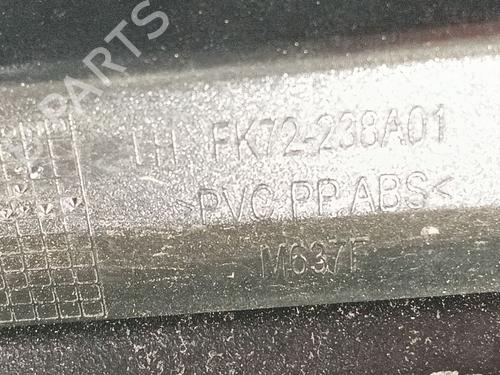 PARTS
LH FK72-238A01
>PVC PP ABS<
M637F